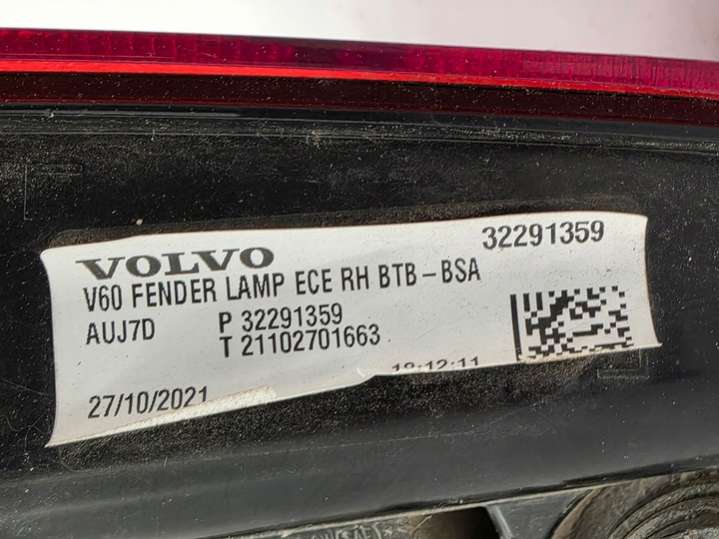 VOLVO 32291359
V60 FENDER LAMP ECE RH BTB-BSA
AUJ7D P 32291359
T 21102701663
27/10/2021